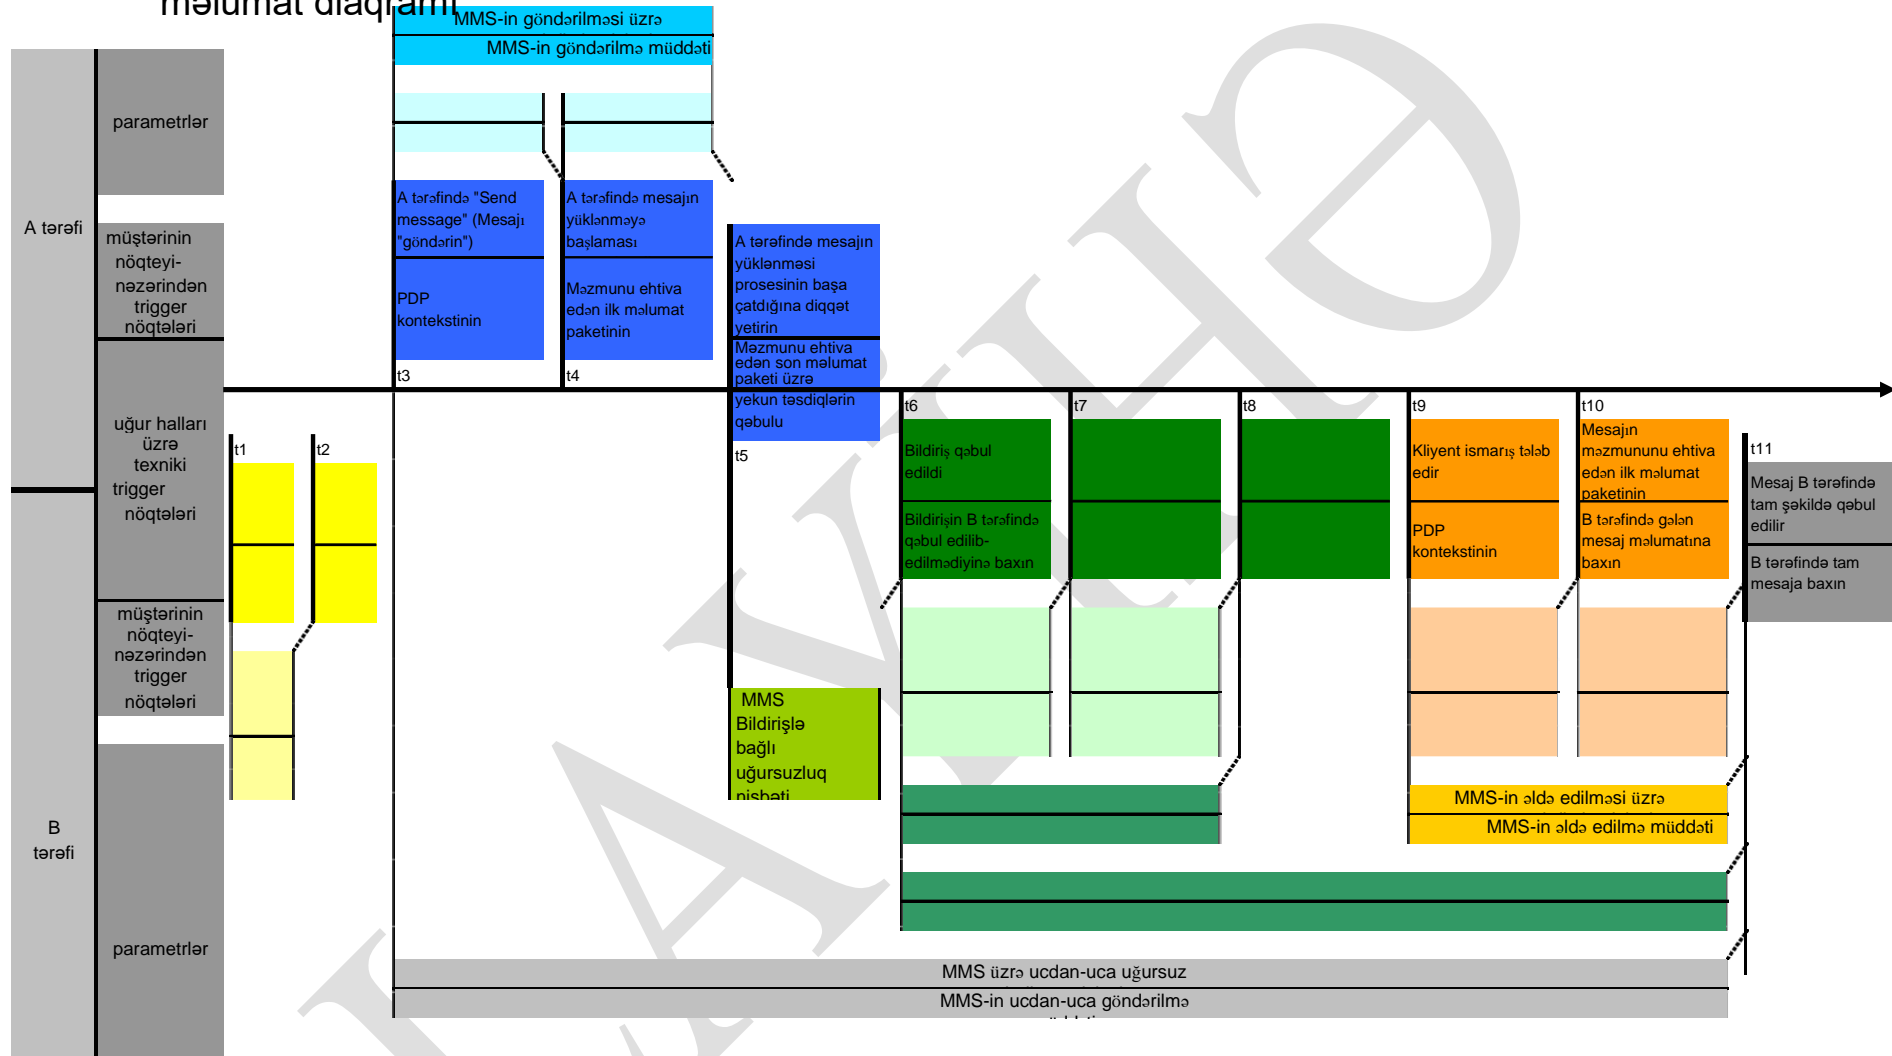 məlumat diaqramı
MMS-in göndərilməsi üzrə
MMS-in göndərilmə müddəti
A tərəfi
parametrlər
müştərinin
nöqteyi-
nəzərindən
trigger
nöqtələri
uğur halları
üzrə
texniki
trigger
nöqtələri
B
tərəfi
müştərinin
nöqteyi-
nəzərindən
trigger
nöqtələri
parametrlər
A tərəfində "Send
message" (Mesajı
"göndərin")
PDP
kontekstinin
t3
A tərəfində mesajın
yüklənməyə
başlaması
Məzmunu ehtiva
edən ilk məlumat
paketinin
t4
A tərəfində mesajın
yüklənməsi
prosesinin başa
çatdığına diqqət
yetirin
Məzmunu ehtiva
edən son məlumat
paketi üzrə
yekun təsdiqlərin
qəbulu
t5
t1
t2
MMS
Bildirişlə
bağlı
uğursuzluq
nisbəti
t6
Bildiriş qəbul
edildi
Bildirişin B tərəfində
qəbul edilib-
edilmədiyinə baxın
t7
t8
t9
Kliyent ismarış tələb
edir
PDP
kontekstinin
t10
Mesajın
məzmununu ehtiva
edən ilk məlumat
paketinin
B tərəfində gələn
mesaj məlumatına
baxın
t11
Mesaj B tərəfində
tam şəkildə qəbul
edilir
B tərəfində tam
mesaja baxın
MMS-in əldə edilməsi üzrə
MMS-in əldə edilmə müddəti
MMS üzrə ucdan-uca uğursuz
MMS-in ucdan-uca göndərilmə
LAYİHƏ